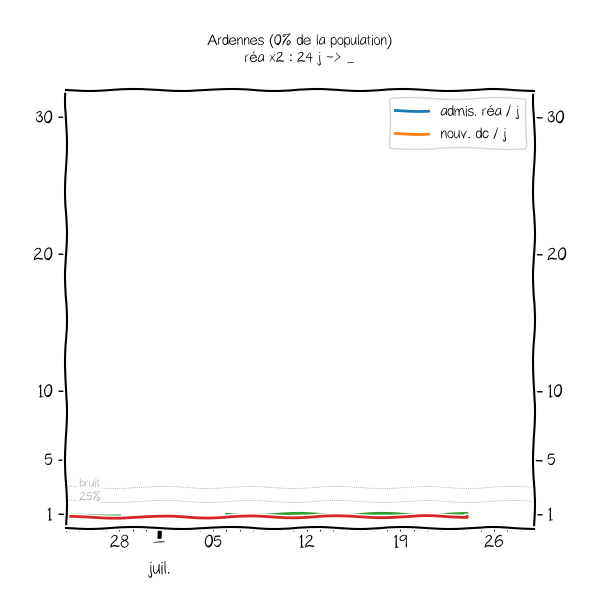 Ardennes (0% de la population)
réa x2 : 24 j -> _
admis. réa / j
nouv. dc / j
30
30
20
20
10
10
5
5
bruit
25%
1
1
28
05
12
19
26
juil.